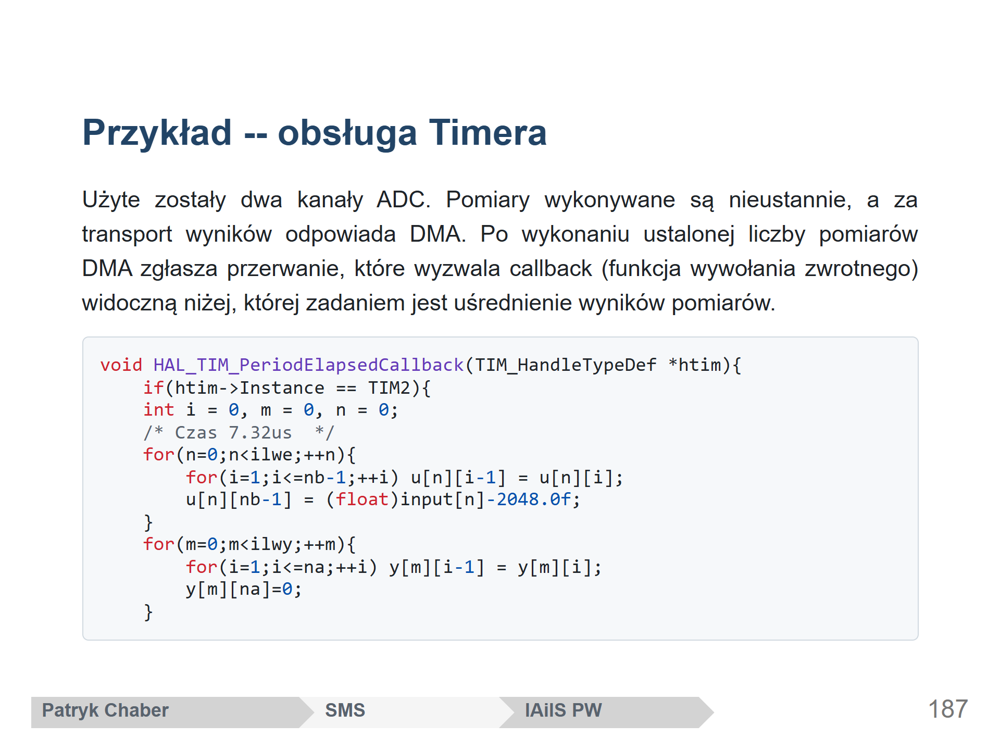 Przykład -- obsługa Timera
Użyte zostały dwa kanały ADC. Pomiary wykonywane są nieustannie, a za
transport wyników odpowiada DMA. Po wykonaniu ustalonej liczby pomiarów
DMA zgłasza przerwanie, które wyzwala callback (funkcja wywołania zwrotnego)
widoczną niżej, której zadaniem jest uśrednienie wyników pomiarów.
void HAL_TIM_PeriodElapsedCallback(TIM_HandleTypeDef *htim){
    if(htim->Instance == TIM2){
    int i = 0, m = 0, n = 0;
    /* Czas 7.32us  */
    for(n=0;n<ilwe;++n){
        for(i=1;i<=nb-1;++i) u[n][i-1] = u[n][i];
        u[n][nb-1] = (float)input[n]-2048.0f;
    }
    for(m=0;m<ilwy;++m){
        for(i=1;i<=na;++i) y[m][i-1] = y[m][i];
        y[m][na]=0;
    }
Patryk Chaber
SMS
IAiIS PW
187